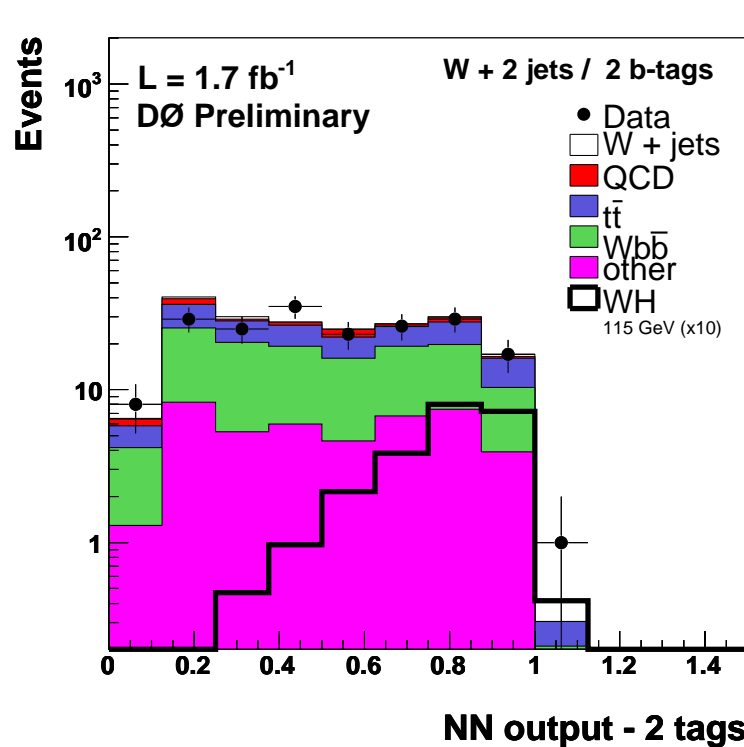 Events
10³
10²
10
1
L = 1.7 fb⁻¹
DØ Preliminary
W + 2 jets / 2 b-tags
Data
W + jets
QCD
tt̄
Wbb̄
other
WH
115 GeV (x10)
0 0.2 0.4 0.6 0.8 1 1.2 1.4
NN output - 2 tags